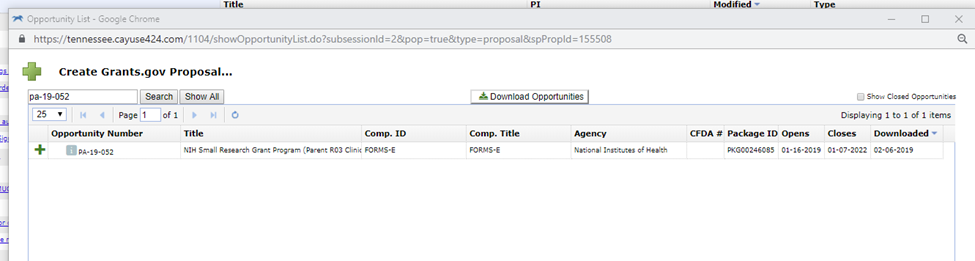 Title PI Modified Type
Opportunity List - Google Chrome
https://tennessee.cayuse424.com/1104/showOpportunityList.do?subsessionId=2&pop=true&type=proposal&spPropId=155508
Create Grants.gov Proposal...
pa-19-052 Search Show All Download Opportunities Show Closed Opportunities
25 Page 1 of 1 Displaying 1 to 1 of 1 items
Opportunity Number Title Comp. ID Comp. Title Agency CFDA # Package ID Opens Closes Downloaded
PA-19-052 NIH Small Research Grant Program (Parent R03 Clinic FORMS-E FORMS-E National Institutes of Health PKG00246085 01-16-2019 01-07-2022 02-06-2019